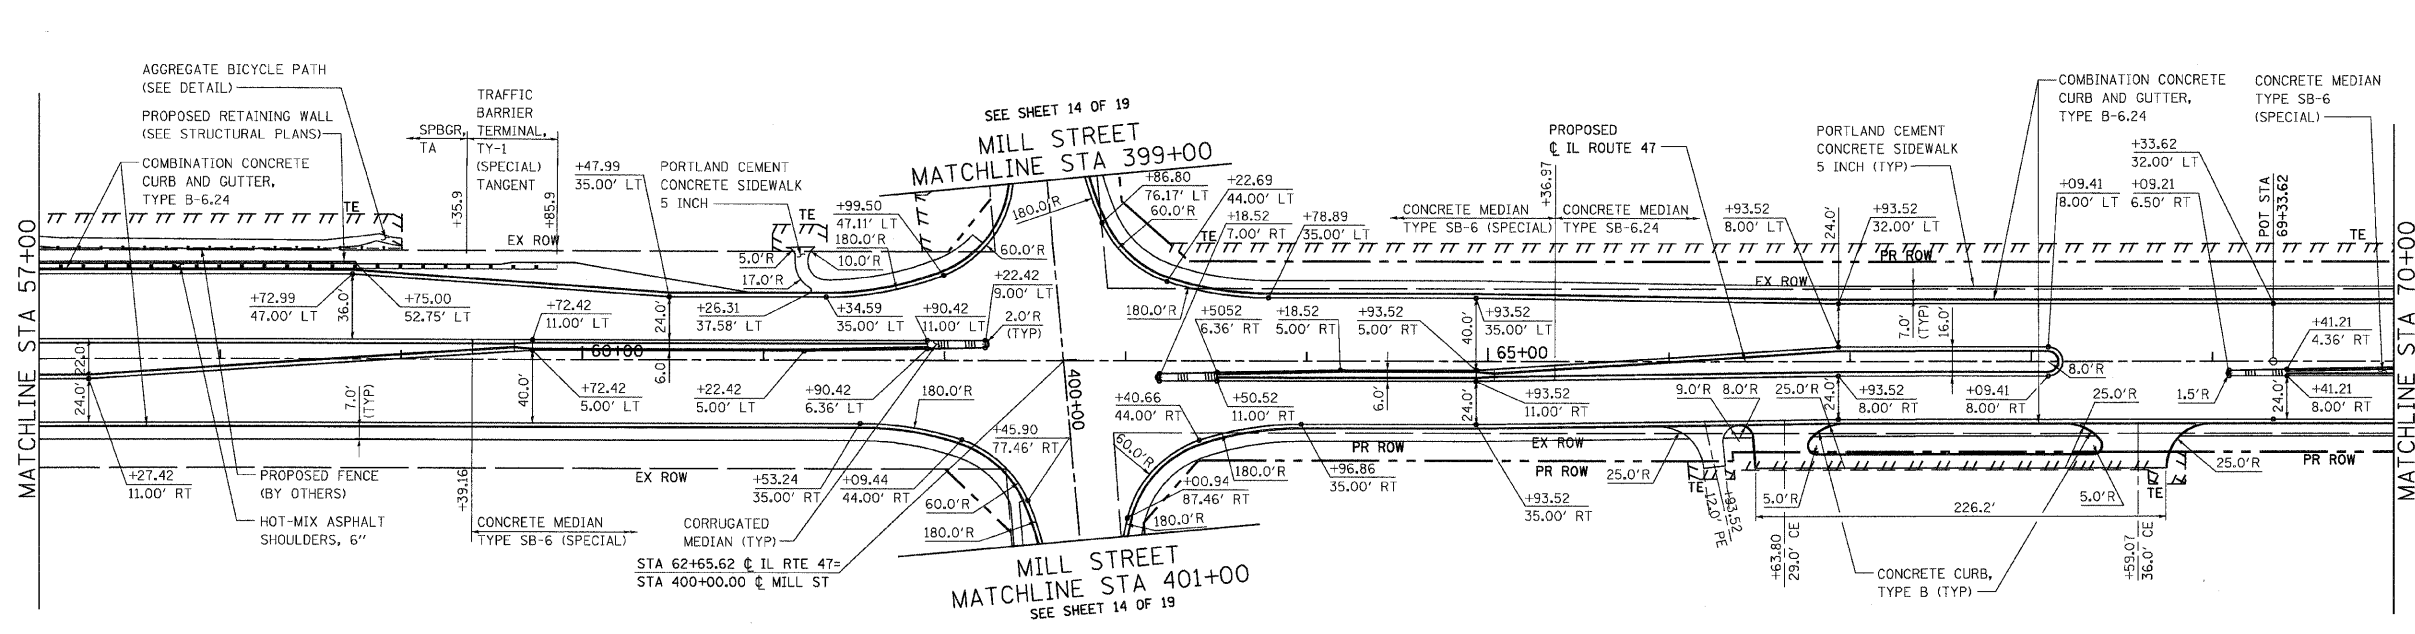 AGGREGATE BICYCLE PATH
(SEE DETAIL)
PROPOSED RETAINING WALL
(SEE STRUCTURAL PLANS)
COMBINATION CONCRETE
CURB AND GUTTER,
TYPE B-6.24
TE
MATCHLINE STA 57+00
SPBGR,
TA
TRAFFIC
BARRIER
TERMINAL,
TY-1
(SPECIAL)
TANGENT
+35.9
+85.9
EX ROW
+47.99
35.00' LT
PORTLAND CEMENT
CONCRETE SIDEWALK
5 INCH
TE
+99.50
47.11' LT
180.0'R
10.0'R
5.0'R
17.0'R
60.0'R
SEE SHEET 14 OF 19
MILL STREET
MATCHLINE STA 399+00
180.0'R
+86.80
76.17' LT
60.0'R
+22.69
44.00' LT
+18.52
7.00' RT
TE
+78.89
35.00' LT
CONCRETE MEDIAN
TYPE SB-6 (SPECIAL)
+36.97
CONCRETE MEDIAN
TYPE SB-6.24
PROPOSED
℄ IL ROUTE 47
+93.52
8.00' LT
24.0'
+93.52
32.00' LT
PORTLAND CEMENT
CONCRETE SIDEWALK
5 INCH (TYP)
COMBINATION CONCRETE
CURB AND GUTTER,
TYPE B-6.24
+09.41
8.00' LT
+09.21
6.50' RT
+33.62
32.00' LT
POT STA
69+33.62
CONCRETE MEDIAN
TYPE SB-6
(SPECIAL)
TE
PR ROW
EX ROW
MATCHLINE STA 70+00
+72.99
47.00' LT
36.0'
+75.00
52.75' LT
+72.42
11.00' LT
24.0'
+26.31
37.58' LT
+34.59
35.00' LT
+90.42
11.00' LT
+22.42
9.00' LT
2.0'R
(TYP)
180.0'R
+5052
6.36' RT
+18.52
5.00' RT
+93.52
5.00' RT
40.0'
+93.52
35.00' LT
7.0'
(TYP)
16.0'
+41.21
4.36' RT
22.0'
24.0'
60+00
6.0'
65+00
8.0'R
7.0'
(TYP)
40.0'
+72.42
5.00' LT
+22.42
5.00' LT
+90.42
6.36' LT
180.0'R
400+00
+40.66
44.00' RT
+50.52
11.00' RT
6.0'
24.0'
+93.52
11.00' RT
9.0'R
8.0'R
25.0'R
24.0'
+93.52
8.00' RT
+09.41
8.00' RT
25.0'R
1.5'R
24.0'
+41.21
8.00' RT
+27.42
11.00' RT
PROPOSED FENCE
(BY OTHERS)
HOT-MIX ASPHALT
SHOULDERS, 6"
+39.16
CONCRETE MEDIAN
TYPE SB-6 (SPECIAL)
EX ROW
CORRUGATED
MEDIAN (TYP)
+53.24
35.00' RT
+09.44
44.00' RT
+45.90
77.46' RT
60.0'R
180.0'R
STA 62+65.62 ℄ IL RTE 47=
STA 400+00.00 ℄ MILL ST
60.0'R
+00.94
87.46' RT
180.0'R
180.0'R
+96.86
35.00' RT
PR ROW
EX ROW
PR ROW
+93.52
35.00' RT
25.0'R
TE
+93.52
12.0' PE
+63.80
29.0' CE
5.0'R
226.2'
5.0'R
TE
+59.07
36.0' CE
25.0'R
PR ROW
CONCRETE CURB,
TYPE B (TYP)
MILL STREET
MATCHLINE STA 401+00
SEE SHEET 14 OF 19